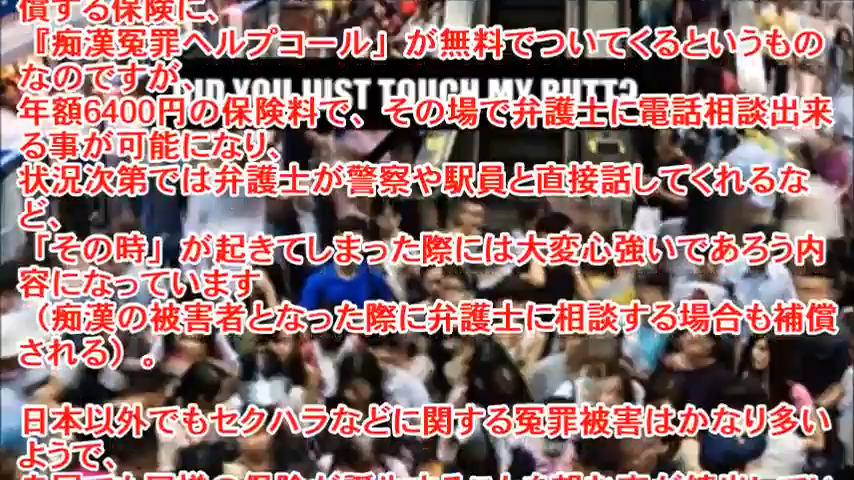 償する保険に、
『痴漢冤罪ヘルプコール」が無料でついてくるというもの
なのですが、
DID YOU JUST TOUCH MY BUTT?
年額6400円の保険料で、その場で弁護士に電話相談出来
る事が可能になり、
状況次第では弁護士が警察や駅員と直接話してくれるな
ど、
「その時」が起きてしまった際には大変心強いであろう内
容になっています
（痴漢の被害者となった際に弁護士に相談する場合も補償
される）。
日本以外でもセクハラなどに関する冤罪被害はかなり多い
ようで、